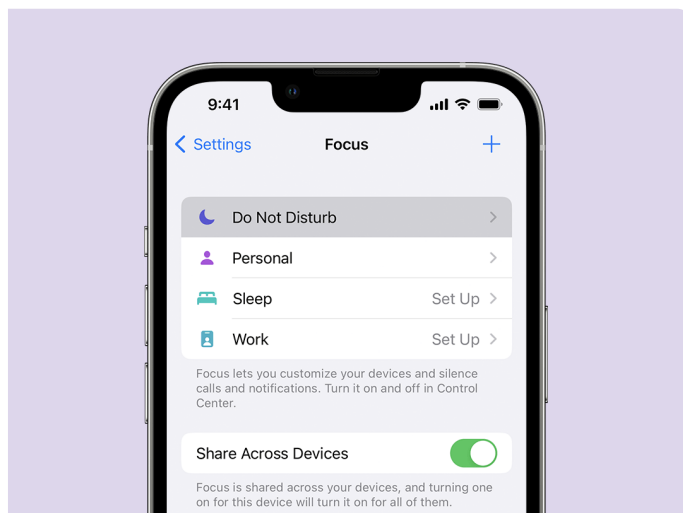 9:41
Settings
Focus
Do Not Disturb
Personal
Sleep
Set Up
Work
Set Up
Focus lets you customize your devices and silence
calls and notifications. Turn it on and off in Control
Center.
Share Across Devices
Focus is shared across your devices, and turning one
on for this device will turn it on for all of them.